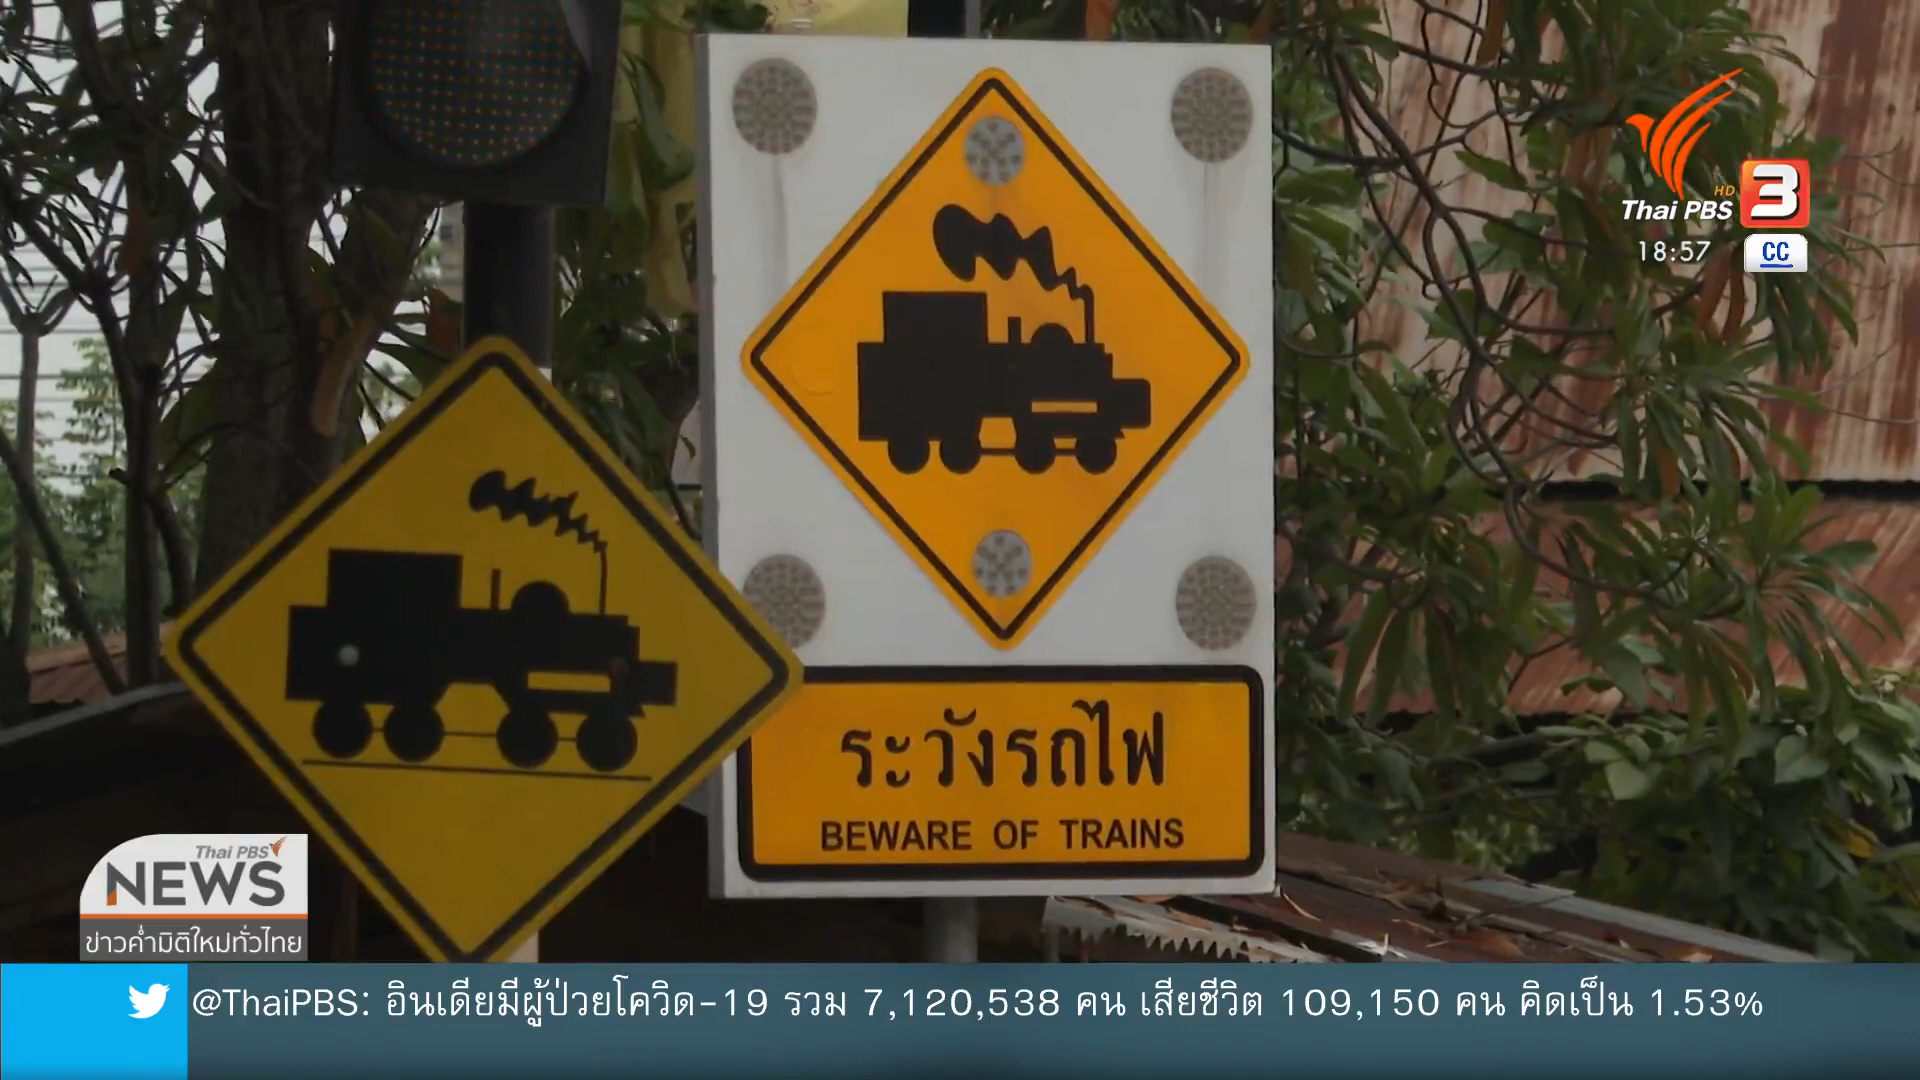 HD
Thai PBS 3
18:57 CC
ระวังรถไฟ
BEWARE OF TRAINS
Thai PBS
NEWS
ข่าวค่ำมิติใหม่ทั่วไทย
@ThaiPBS: อินเดียมีผู้ป่วยโควิด-19 รวม 7,120,538 คน เสียชีวิต 109,150 คน คิดเป็น 1.53%